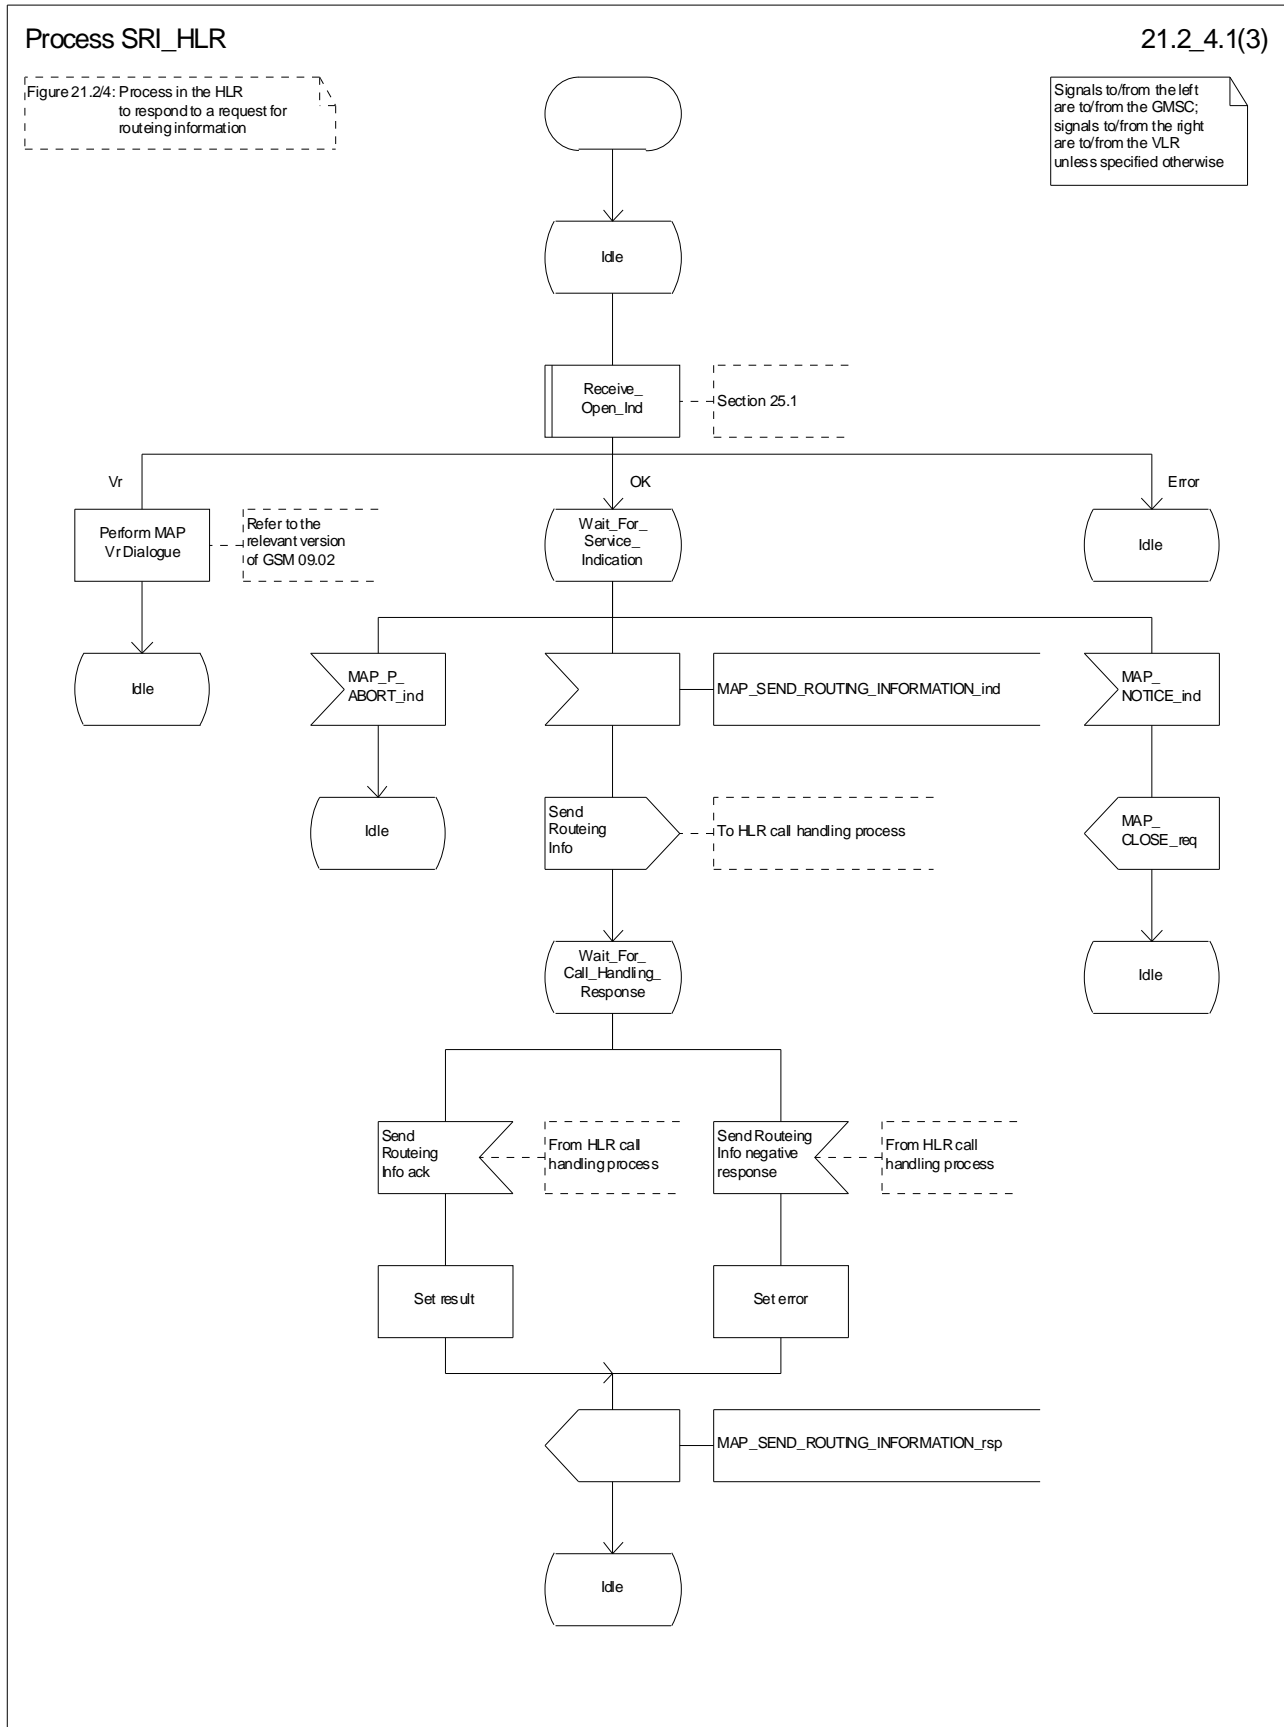 Process SRI_HLR
21.2_4.1(3)
Figure 21.2/4: Process in the HLR
to respond to a request for
routeing information
Signals to/from the left
are to/from the GMSC;
signals to/from the right
are to/from the VLR
unless specified otherwise
Idle
Receive_
Open_Ind
Section 25.1
Vr
OK
Error
Perform MAP
Vr Dialogue
Refer to the
relevant version
of GSM 09.02
Wait_For_
Service_
Indication
Idle
Idle
MAP_P_
ABORT_ind
MAP_SEND_ROUTING_INFORMATION_ind
MAP_
NOTICE_ind
Idle
Send
Routeing
Info
To HLR call handling process
MAP_
CLOSE_req
Wait_For_
Call_Handling_
Response
Idle
Send
Routeing
Info ack
From HLR call
handling process
Send Routeing
Info negative
response
From HLR call
handling process
Set result
Set error
MAP_SEND_ROUTING_INFORMATION_rsp
Idle